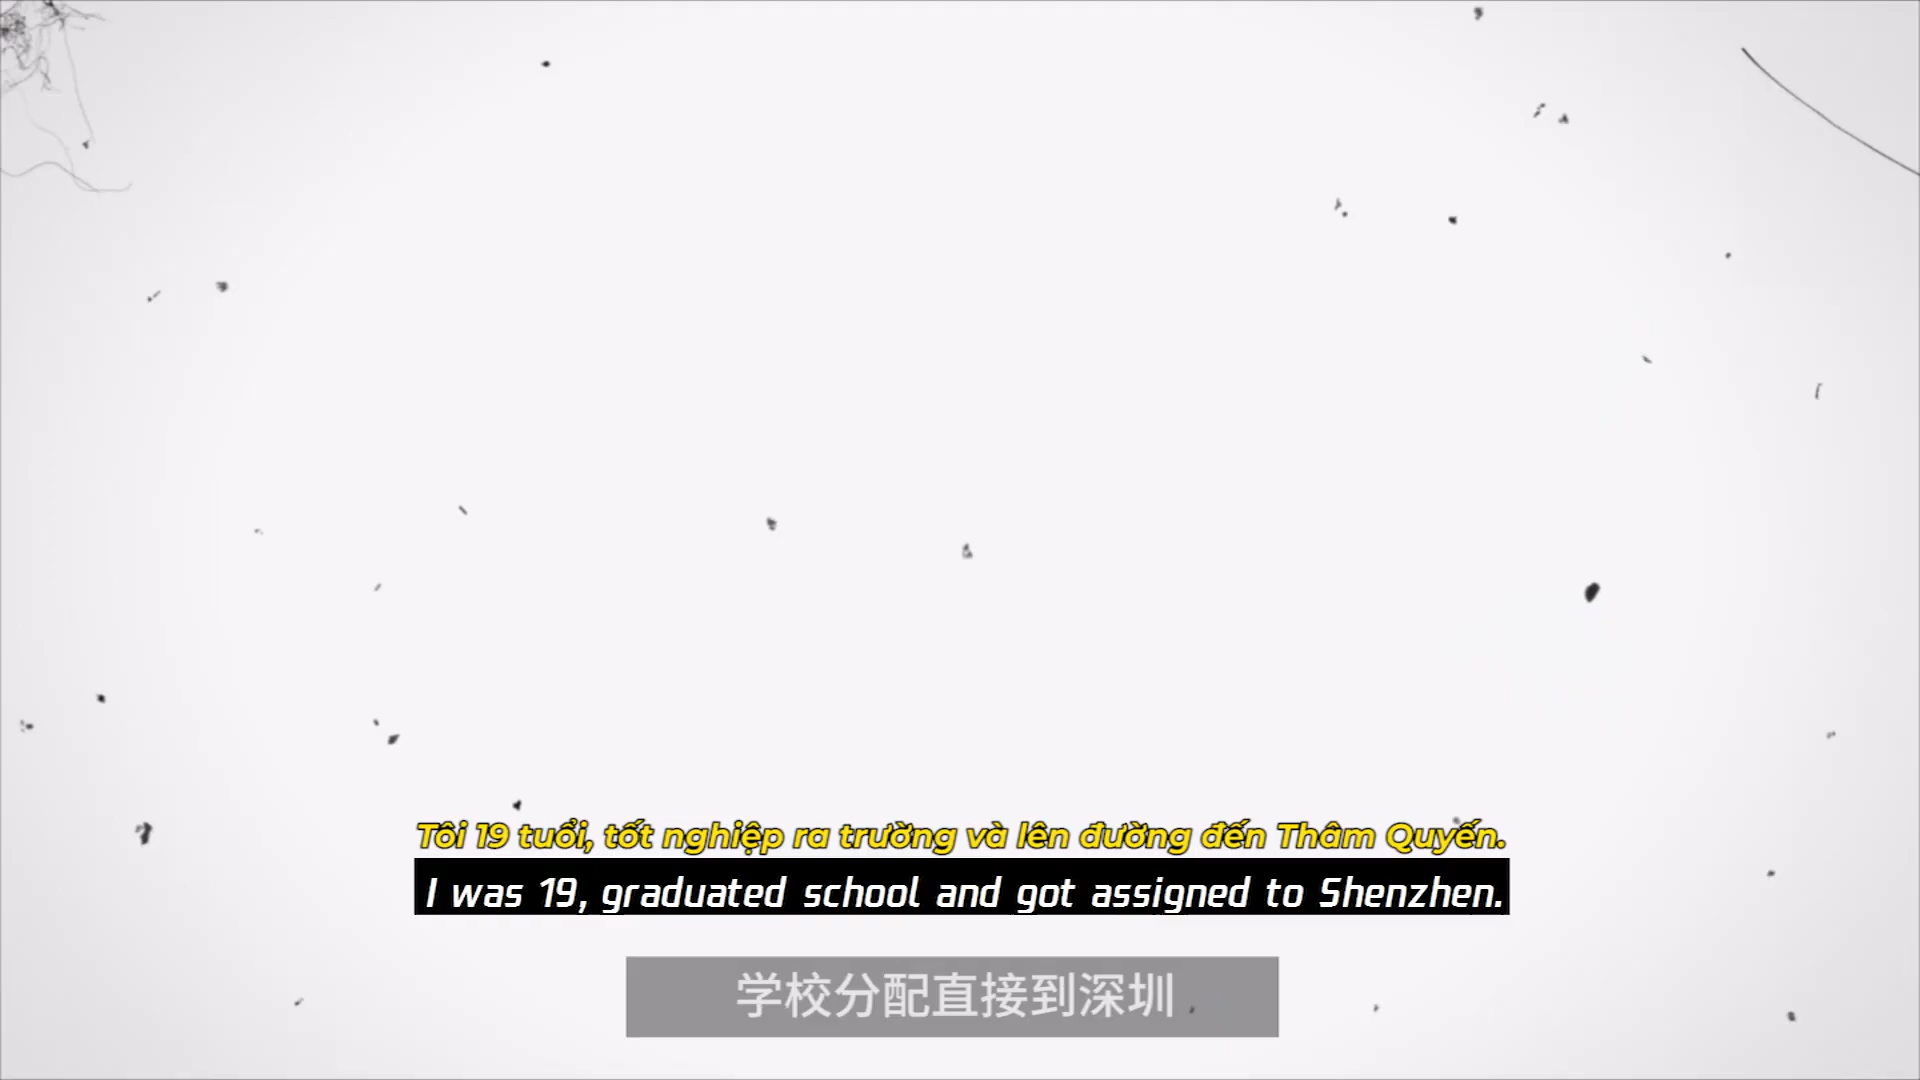 Tôi 19 tuổi, tốt nghiệp ra trường và lên đường đến Thâm Quyến.
I was 19, graduated school and got assigned to Shenzhen.
学校分配直接到深圳